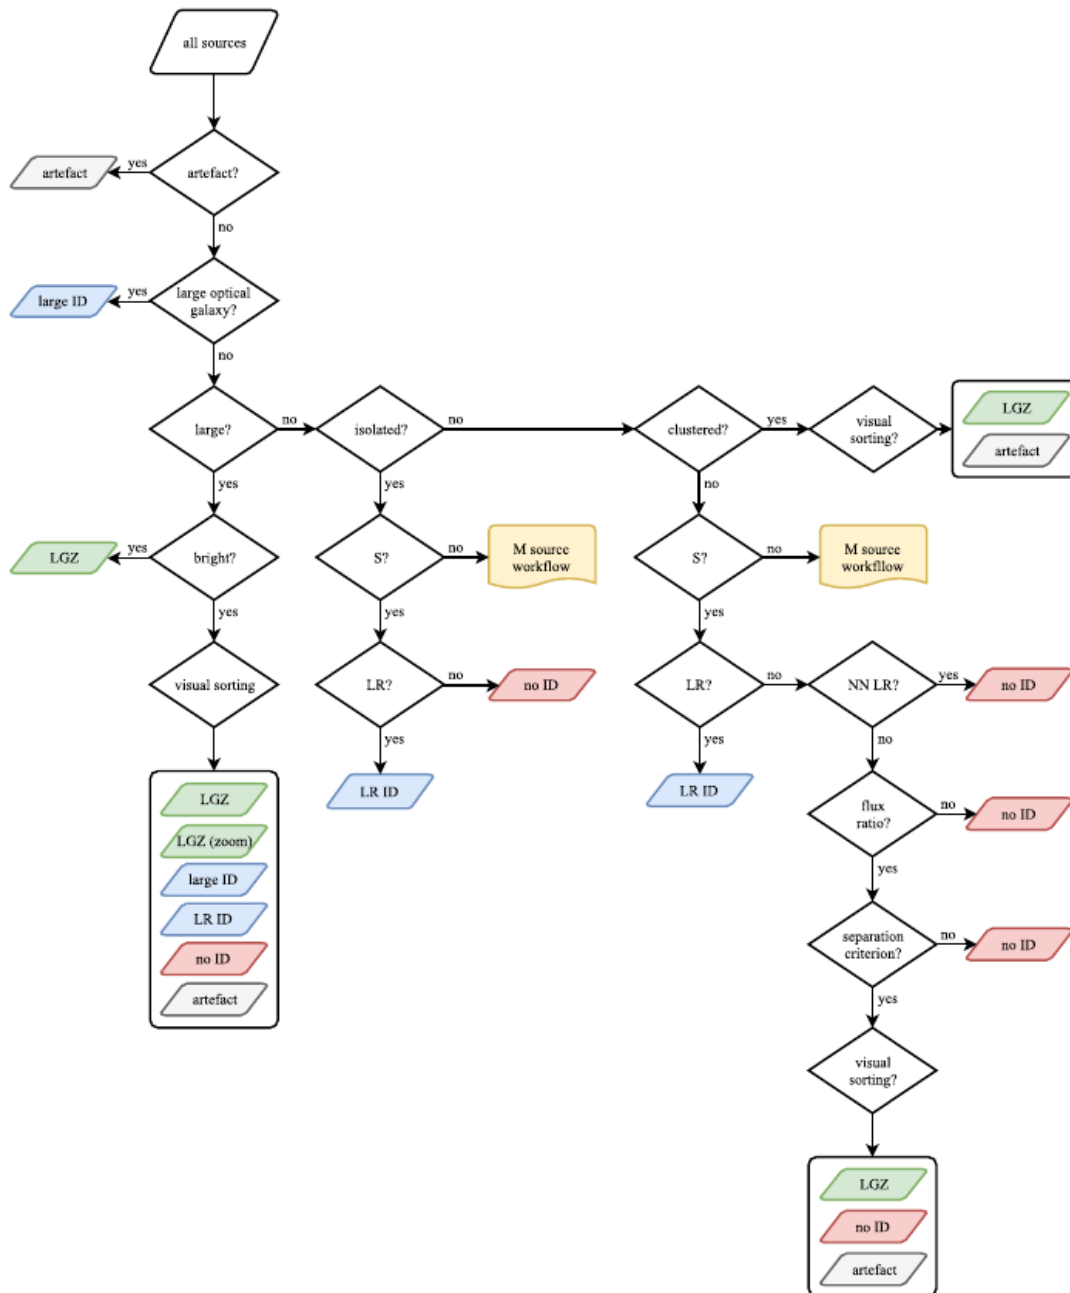 all sources
artefact
yes
artefact?
no
large ID
yes
large optical
galaxy?
no
large?
no
isolated?
no
clustered?
yes
visual
sorting?
LGZ
artefact
yes
yes
no
LGZ
yes
bright?
S?
no
M source
workflow
S?
no
M source
workfllow
yes
yes
yes
visual sorting
LR?
no
no ID
LR?
no
NN LR?
yes
no ID
yes
yes
no
LGZ
LGZ (zoom)
large ID
LR ID
no ID
artefact
LR ID
LR ID
flux
ratio?
no
no ID
yes
separation
criterion?
no
no ID
yes
visual
sorting?
LGZ
no ID
artefact